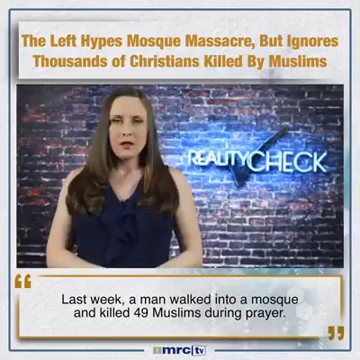 The Left Hypes Mosque Massacre, But Ignores
Thousands of Christians Killed By Muslims
REALITY CHECK
Last week, a man walked into a mosque
and killed 49 Muslims during prayer.
mrc tv